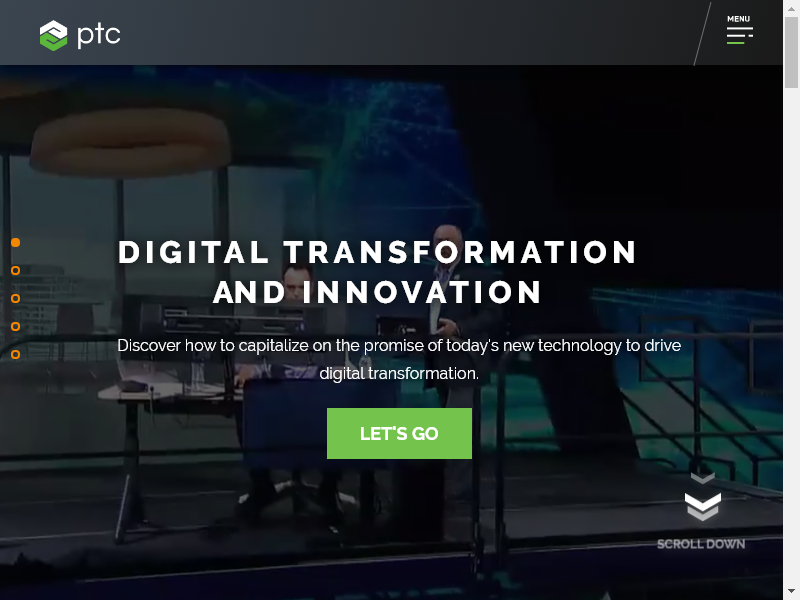 ptc
MENU
DIGITAL TRANSFORMATION
AND INNOVATION
Discover how to capitalize on the promise of today's new technology to drive
digital transformation.
LET'S GO
SCROLL DOWN